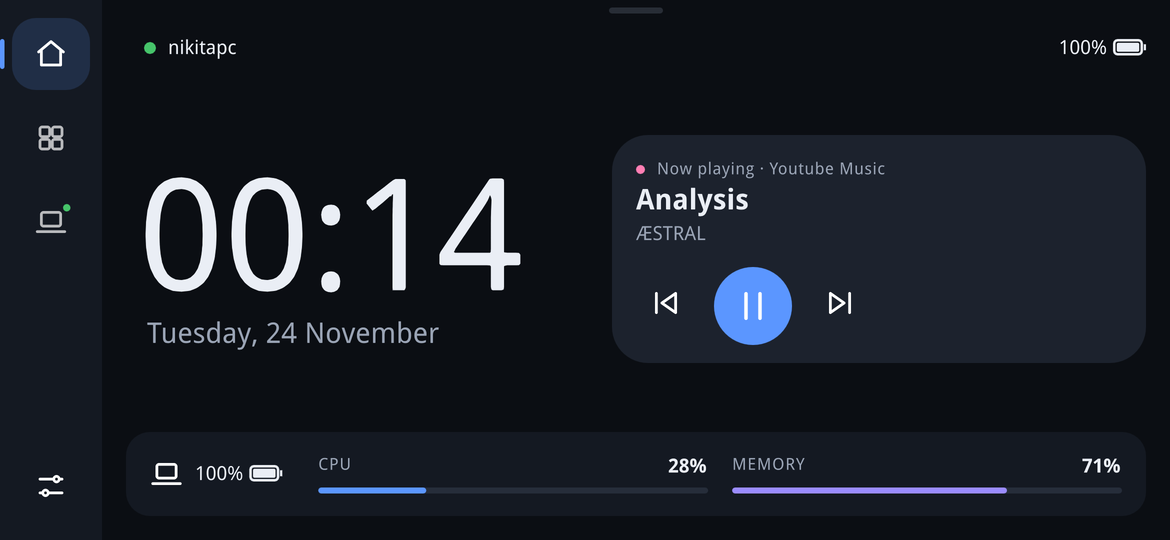 nikitapc
100%
00:14
Tuesday, 24 November
Now playing · Youtube Music
Analysis
ÆSTRAL
100%
CPU
28%
MEMORY
71%